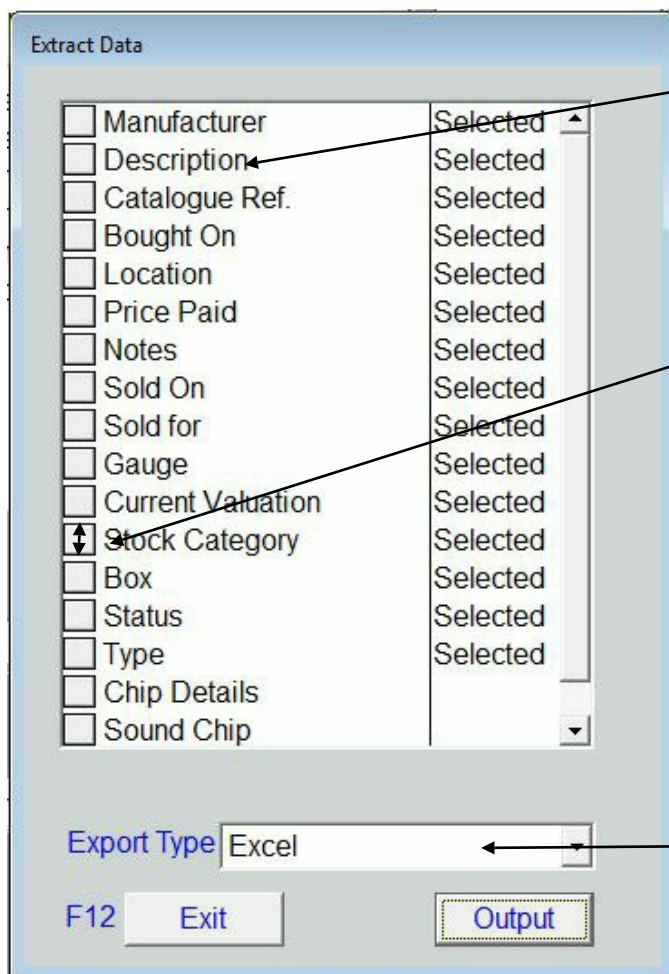 Extract Data
Manufacturer Selected
Description Selected
Catalogue Ref. Selected
Bought On Selected
Location Selected
Price Paid Selected
Notes Selected
Sold On Selected
Sold for Selected
Gauge Selected
Current Valuation Selected
Stock Category Selected
Box Selected
Status Selected
Type Selected
Chip Details
Sound Chip
Export Type Excel
F12 Exit Output